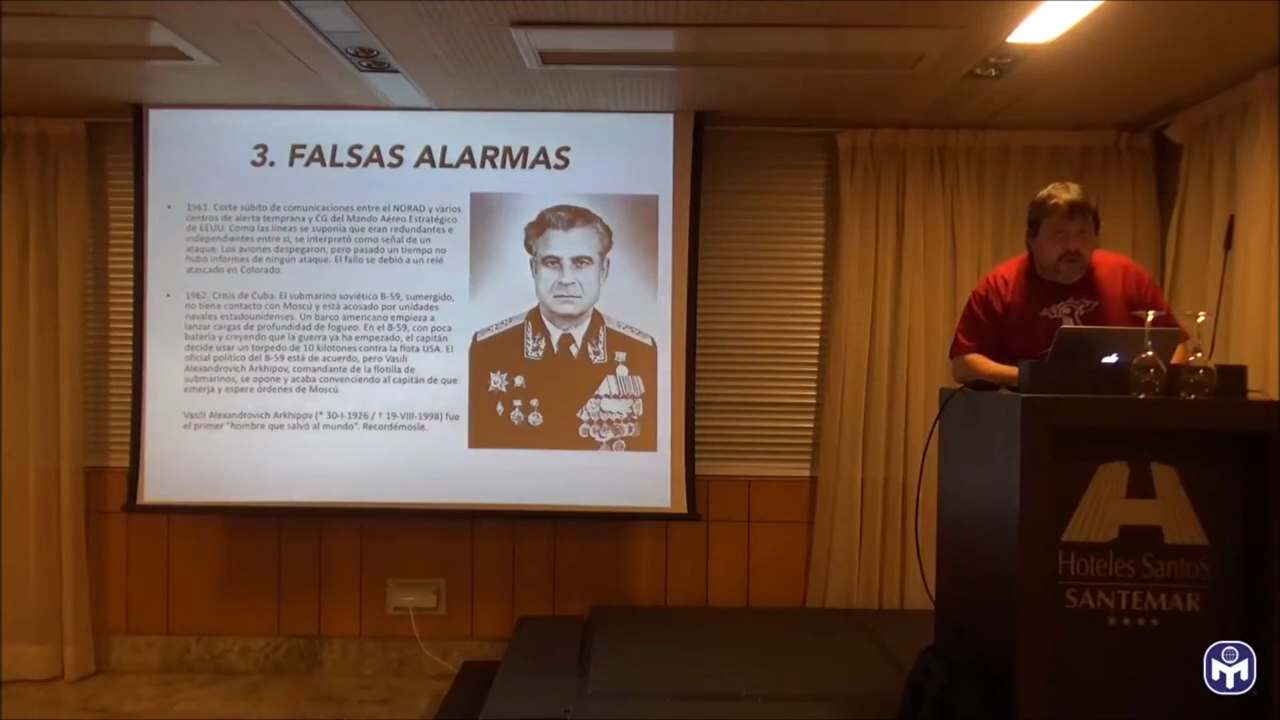 3. FALSAS ALARMAS
• 1961. Corte súbito de comunicaciones entre el NORAD y varios
centros de alerta temprana y CG del Mando Aéreo Estratégico
de EEUU. Como las líneas se suponía que eran redundantes e
independientes entre sí, se interpretó como señal de un
ataque. Los aviones despegaron, pero pasado un tiempo no
hubo informes de ningún ataque. El fallo se debió a un relé
atascado en Colorado.
• 1962. Crisis de Cuba. El submarino soviético B-59, sumergido,
no tiene contacto con Moscú y está acosado por unidades
navales estadounidenses. Un barco americano empieza a
lanzar cargas de profundidad de fogueo. En el B-59, con poca
batería y creyendo que la guerra ya ha empezado, el capitán
decide usar un torpedo de 10 kilotones contra la flota USA. El
oficial político del B-59 está de acuerdo, pero Vasili
Alexandrovich Arkhipov, comandante de la flotilla de
submarinos, se opone y acaba convenciendo al capitán de que
emerja y espere órdenes de Moscú.
Vasili Alexandrovich Arkhipov (* 30-I-1926 / † 19-VIII-1998) fue
el primer "hombre que salvó al mundo". Recordémosle.
Hoteles SantoS
SANTEMAR